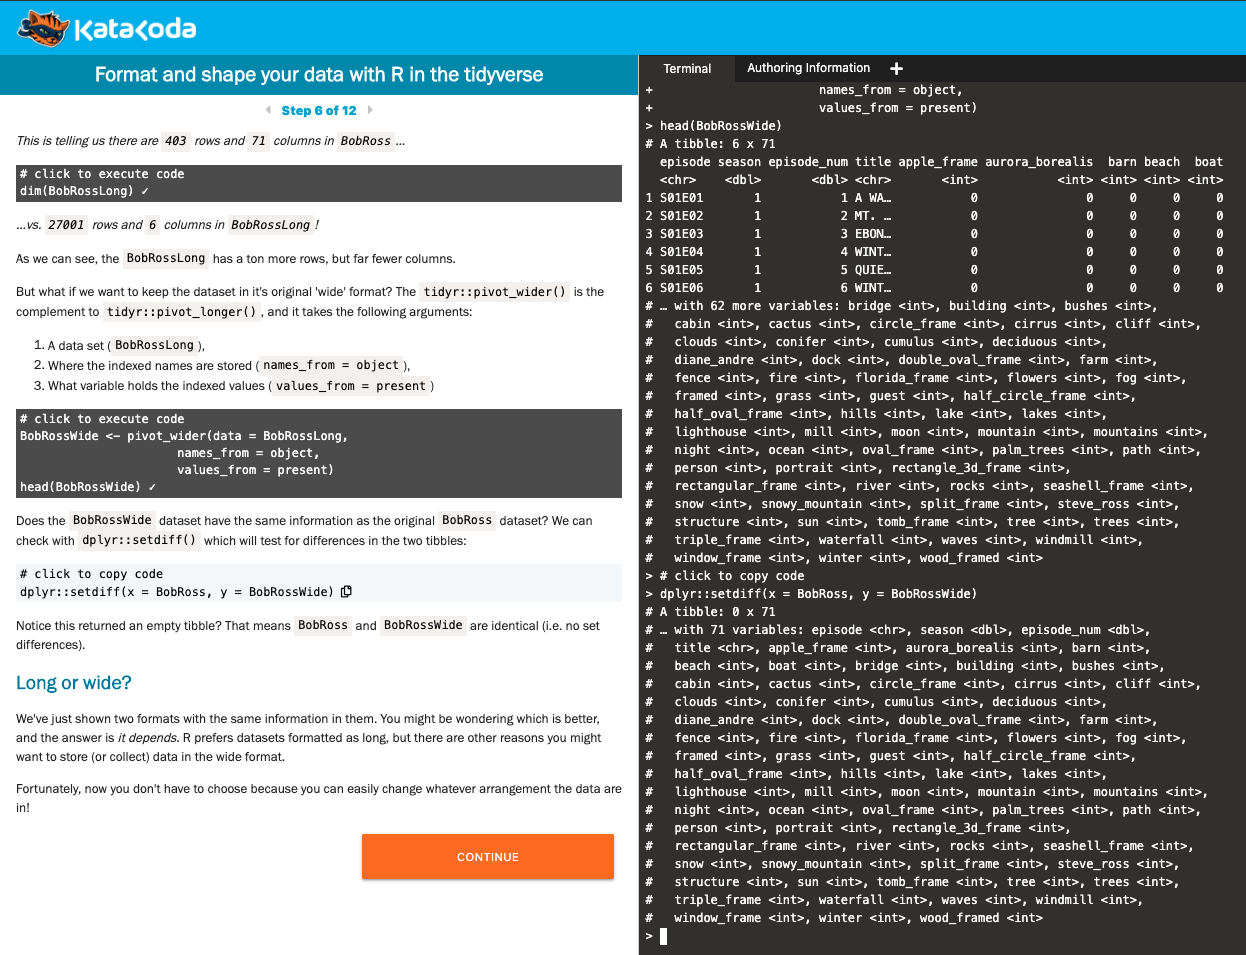 KataKoda
Format and shape your data with R in the tidyverse
Step 6 of 12
This is telling us there are 403 rows and 71 columns in BobRoss ...
# click to execute code
dim(BobRossLong) ✓
...vs. 27001 rows and 6 columns in BobRossLong !
As we can see, the BobRossLong has a ton more rows, but far fewer columns.
But what if we want to keep the dataset in it's original 'wide' format? The tidyr::pivot_wider() is the
complement to tidyr::pivot_longer() , and it takes the following arguments:
1. A data set ( BobRossLong ),
2. Where the indexed names are stored ( names_from = object ),
3. What variable holds the indexed values ( values_from = present )
# click to execute code
BobRossWide <- pivot_wider(data = BobRossLong,
names_from = object,
values_from = present)
head(BobRossWide) ✓
Does the BobRossWide dataset have the same information as the original BobRoss dataset? We can
check with dplyr::setdiff() which will test for differences in the two tibbles:
# click to copy code
dplyr::setdiff(x = BobRoss, y = BobRossWide)
Notice this returned an empty tibble? That means BobRoss and BobRossWide are identical (i.e. no set
differences).
Long or wide?
We've just shown two formats with the same information in them. You might be wondering which is better,
and the answer is it depends. R prefers datasets formatted as long, but there are other reasons you might
want to store (or collect) data in the wide format.
Fortunately, now you don't have to choose because you can easily change whatever arrangement the data are
in!
CONTINUE
Terminal Authoring Information +
+ names_from = object,
+ values_from = present)
> head(BobRossWide)
# A tibble: 6 x 71
episode season episode_num title apple_frame aurora_borealis barn beach boat
<chr> <dbl> <dbl> <chr> <int> <int> <int> <int> <int>
1 S01E01 1 1 A WA… 0 0 0 0 0
2 S01E02 1 2 MT. … 0 0 0 0 0
3 S01E03 1 3 EBON… 0 0 0 0 0
4 S01E04 1 4 WINT… 0 0 0 0 0
5 S01E05 1 5 QUIE… 0 0 0 0 0
6 S01E06 1 6 WINT… 0 0 0 0 0
# … with 62 more variables: bridge <int>, building <int>, bushes <int>,
# cabin <int>, cactus <int>, circle_frame <int>, cirrus <int>, cliff <int>,
# clouds <int>, conifer <int>, cumulus <int>, deciduous <int>,
# diane_andre <int>, dock <int>, double_oval_frame <int>, farm <int>,
# fence <int>, fire <int>, florida_frame <int>, flowers <int>, fog <int>,
# framed <int>, grass <int>, guest <int>, half_circle_frame <int>,
# half_oval_frame <int>, hills <int>, lake <int>, lakes <int>,
# lighthouse <int>, mill <int>, moon <int>, mountain <int>, mountains <int>,
# night <int>, ocean <int>, oval_frame <int>, palm_trees <int>, path <int>,
# person <int>, portrait <int>, rectangle_3d_frame <int>,
# rectangular_frame <int>, river <int>, rocks <int>, seashell_frame <int>,
# snow <int>, snowy_mountain <int>, split_frame <int>, steve_ross <int>,
# structure <int>, sun <int>, tomb_frame <int>, tree <int>, trees <int>,
# triple_frame <int>, waterfall <int>, waves <int>, windmill <int>,
# window_frame <int>, winter <int>, wood_framed <int>
> # click to copy code
> dplyr::setdiff(x = BobRoss, y = BobRossWide)
# A tibble: 0 x 71
# … with 71 variables: episode <chr>, season <dbl>, episode_num <dbl>,
# title <chr>, apple_frame <int>, aurora_borealis <int>, barn <int>,
# beach <int>, boat <int>, bridge <int>, building <int>, bushes <int>,
# cabin <int>, cactus <int>, circle_frame <int>, cirrus <int>, cliff <int>,
# clouds <int>, conifer <int>, cumulus <int>, deciduous <int>,
# diane_andre <int>, dock <int>, double_oval_frame <int>, farm <int>,
# fence <int>, fire <int>, florida_frame <int>, flowers <int>, fog <int>,
# framed <int>, grass <int>, guest <int>, half_circle_frame <int>,
# half_oval_frame <int>, hills <int>, lake <int>, lakes <int>,
# lighthouse <int>, mill <int>, moon <int>, mountain <int>, mountains <int>,
# night <int>, ocean <int>, oval_frame <int>, palm_trees <int>, path <int>,
# person <int>, portrait <int>, rectangle_3d_frame <int>,
# rectangular_frame <int>, river <int>, rocks <int>, seashell_frame <int>,
# snow <int>, snowy_mountain <int>, split_frame <int>, steve_ross <int>,
# structure <int>, sun <int>, tomb_frame <int>, tree <int>, trees <int>,
# triple_frame <int>, waterfall <int>, waves <int>, windmill <int>,
# window_frame <int>, winter <int>, wood_framed <int>
>